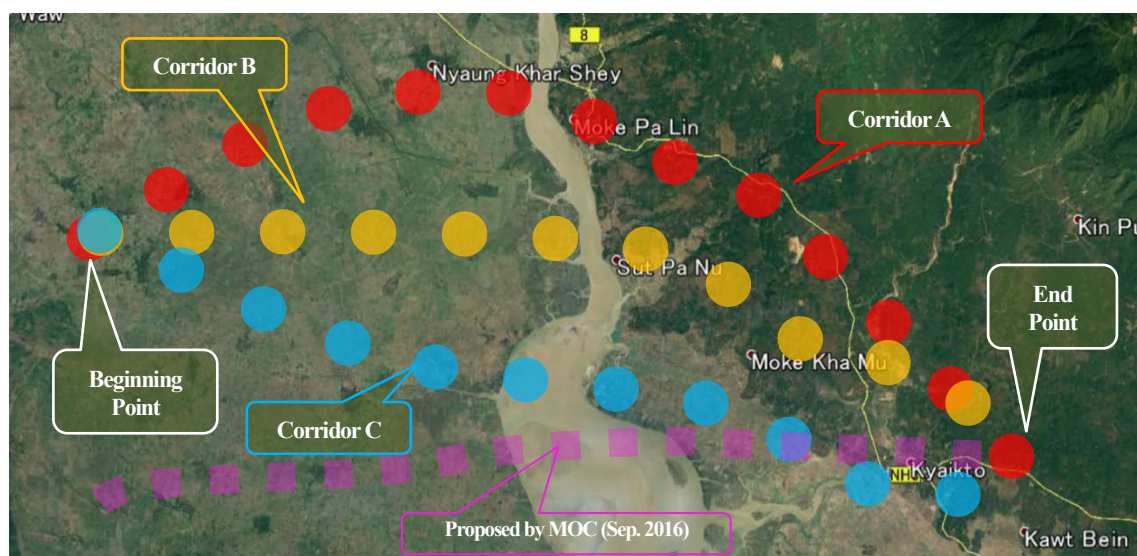 Waw
8
Corridor B
Nyaung Khar Shey
Moke Pa Lin
Corridor A
Kin Pu
Sut Pa Nu
End
Point
Moke Kha Mu
Beginning
Point
Corridor C
Kyaikto
Proposed by MOC (Sep. 2016)
Kawt Bein